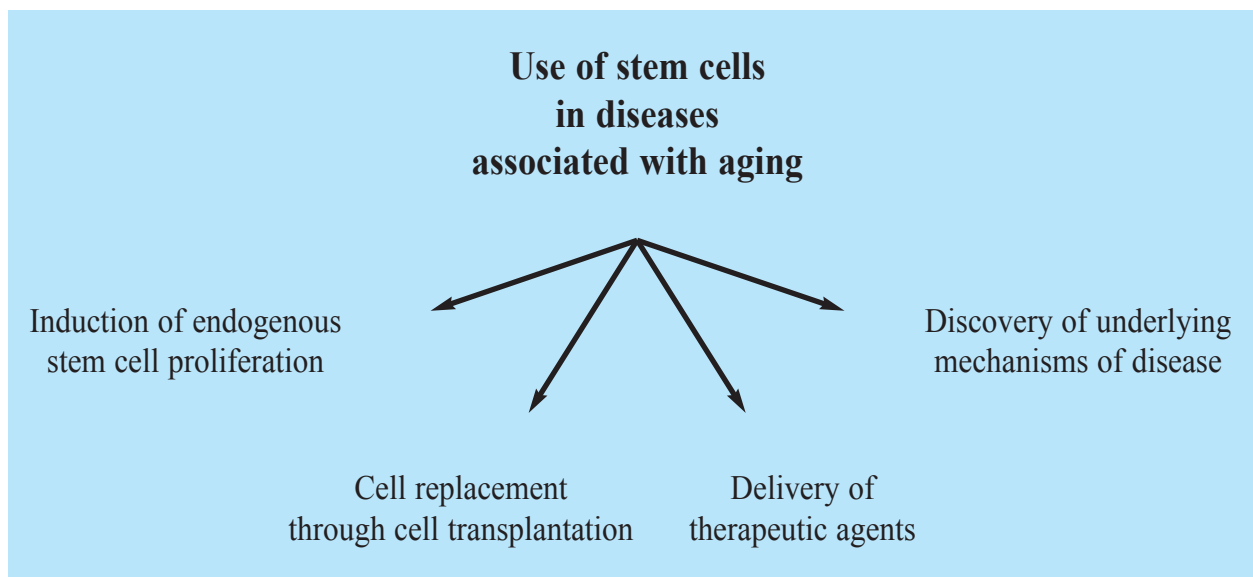 Use of stem cells
in diseases
associated with aging
Induction of endogenous
stem cell proliferation
Discovery of underlying
mechanisms of disease
Cell replacement
through cell transplantation
Delivery of
therapeutic agents